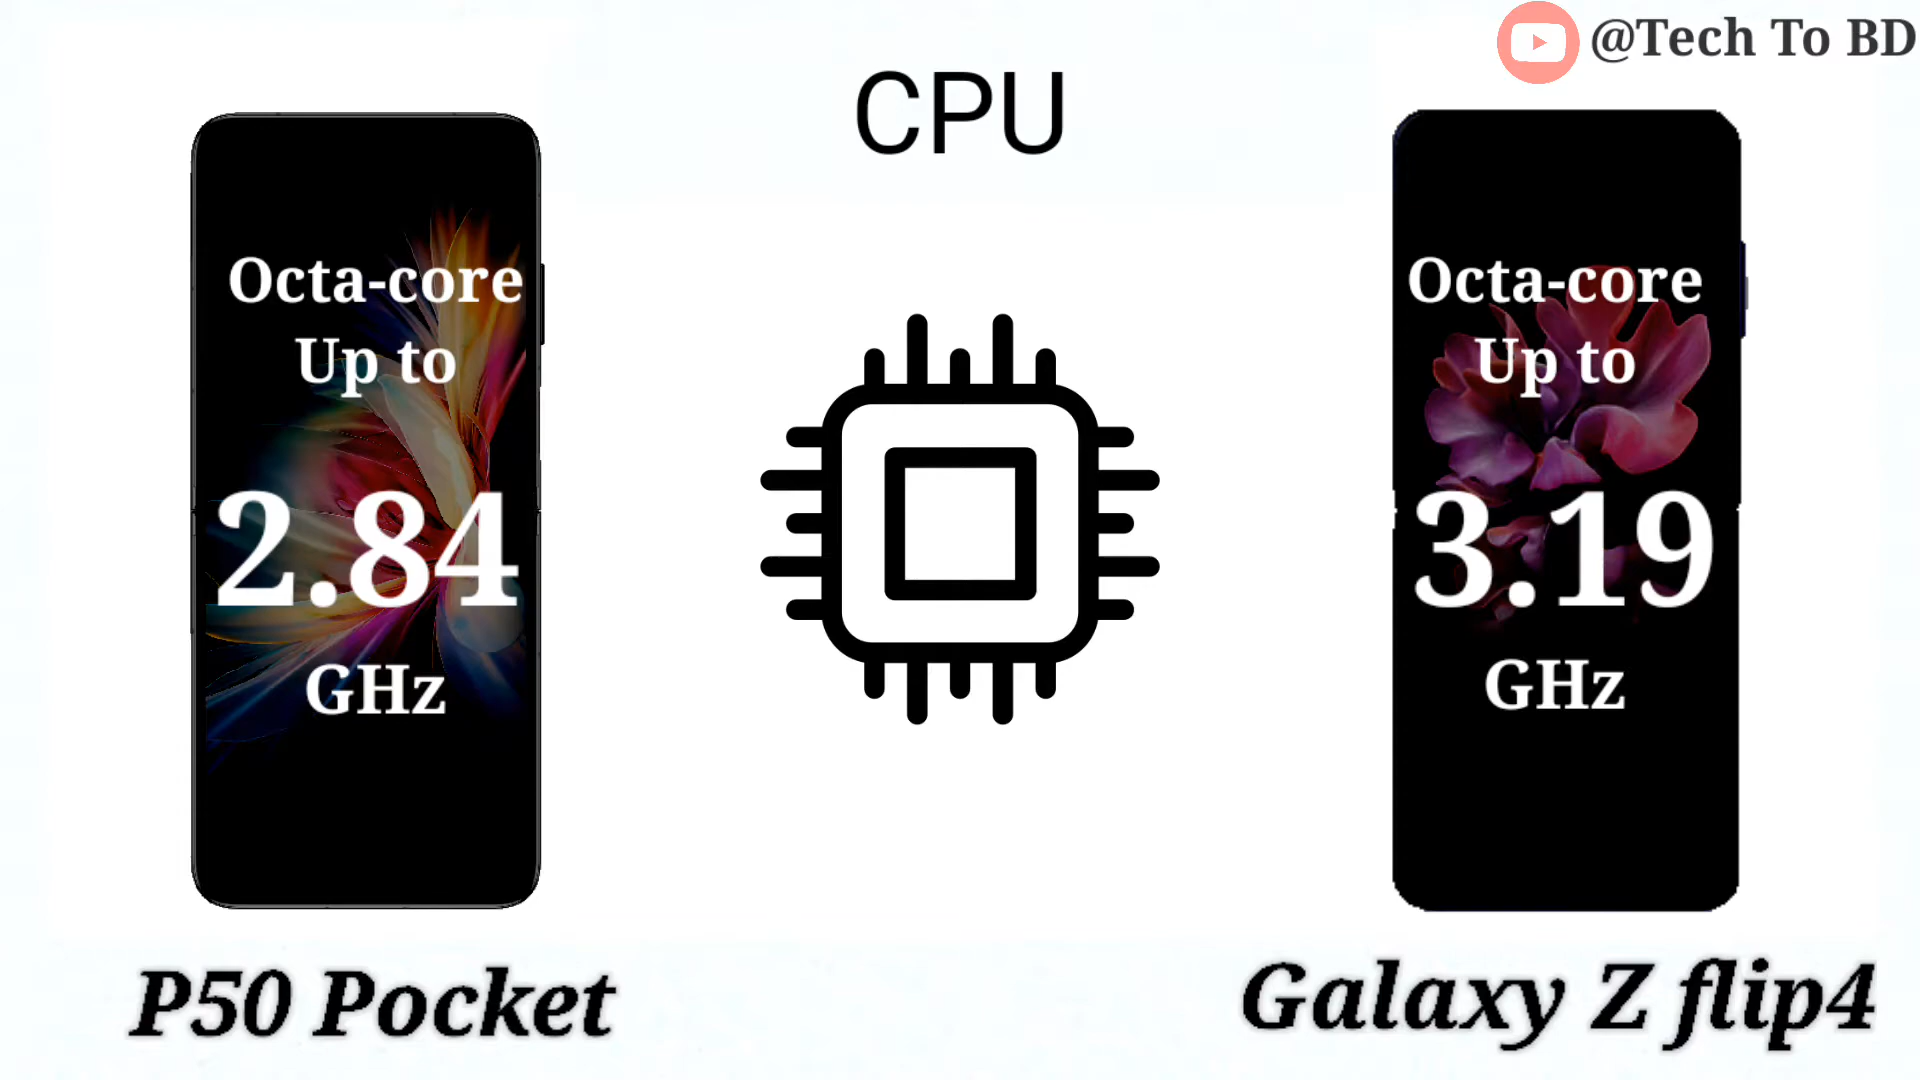 @Tech To BD
CPU
Octa-core
Up to
2.84
GHz
Octa-core
Up to
3.19
GHz
P50 Pocket
Galaxy Z flip4